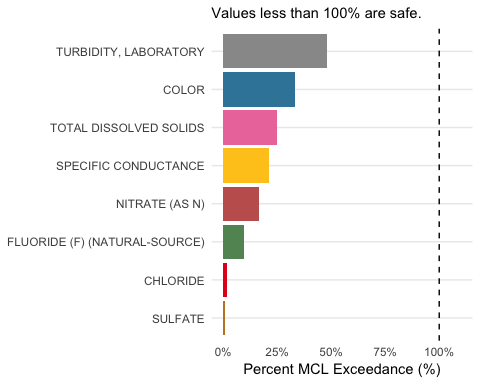 Values less than 100% are safe.
TURBIDITY, LABORATORY
COLOR
TOTAL DISSOLVED SOLIDS
SPECIFIC CONDUCTANCE
NITRATE (AS N)
FLUORIDE (F) (NATURAL-SOURCE)
CHLORIDE
SULFATE
0% 25% 50% 75% 100%
Percent MCL Exceedance (%)